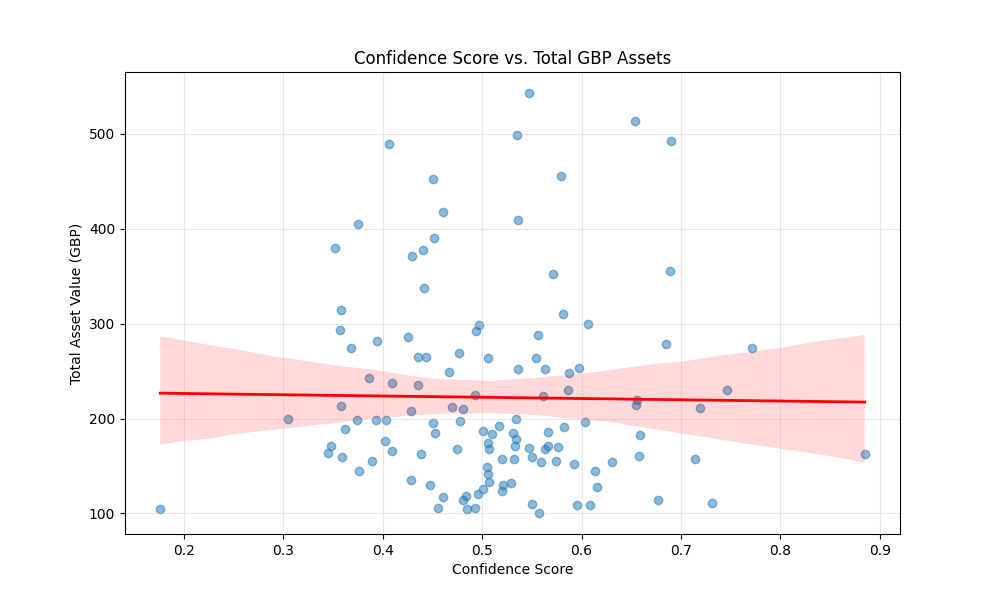 Confidence Score vs. Total GBP Assets
Total Asset Value (GBP)
500
400
300
200
100
0.2 0.3 0.4 0.5 0.6 0.7 0.8 0.9
Confidence Score